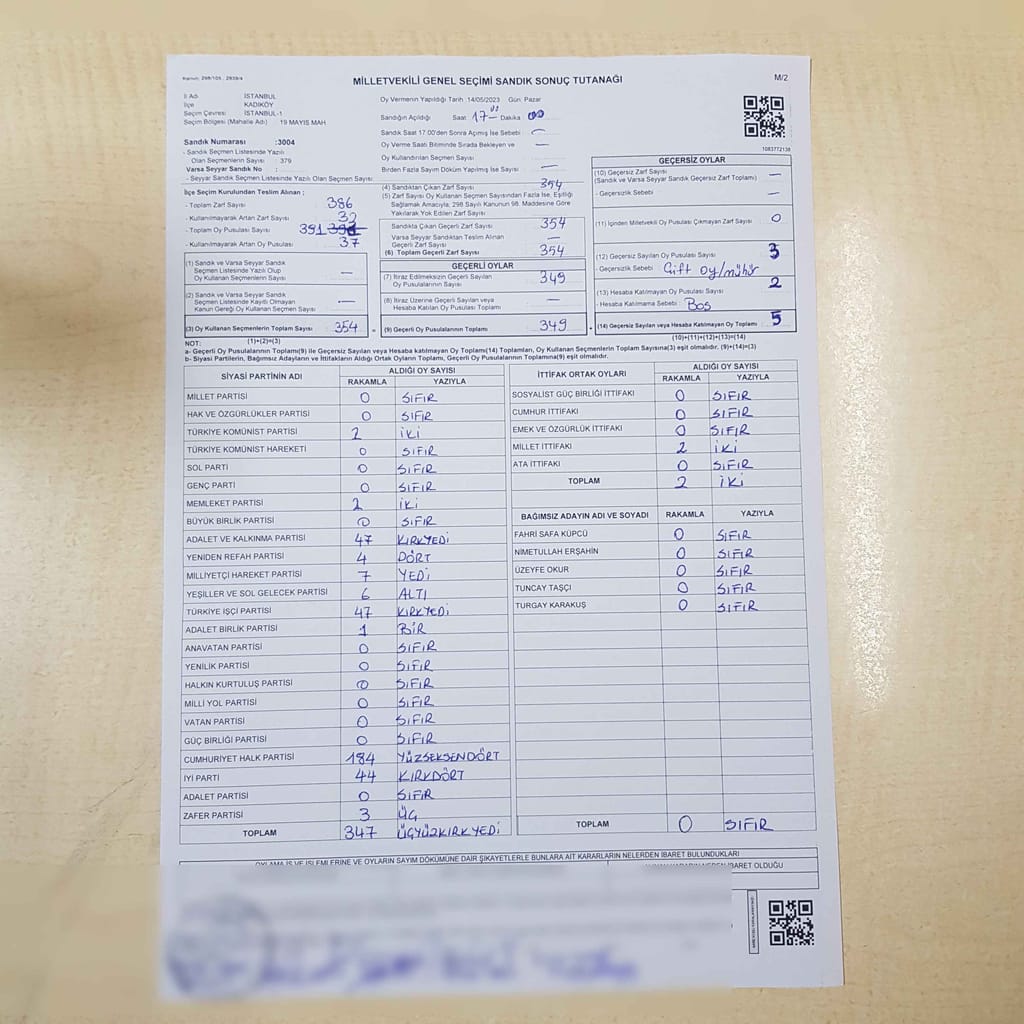 Kanun: 298/105 , 2839/4
MİLLETVEKİLİ GENEL SEÇİMİ SANDIK SONUÇ TUTANAĞI
M/2
İl Adı İSTANBUL
İlçe KADIKÖY
Seçim Çevresi: İSTANBUL-1
Seçim Bölgesi (Mahalle Adı) : 19 MAYIS MAH
Sandık Numarası :3004
- Sandık Seçmen Listesinde Yazılı
Olan Seçmenlerin Sayısı: 379
Varsa Seyyar Sandık No :
- Seyyar Sandık Seçmen Listesinde Yazılı Olan Seçmen Sayısı:
İlçe Seçim Kurulundan Teslim Alınan ;
- Toplam Zarf Sayısı : 386
- Kullanılmayarak Artan Zarf Sayısı : 32
- Toplam Oy Pusulası Sayısı : 391
- Kullanılmayarak Artan Oy Pusulası : 37
(1) Sandık ve Varsa Seyyar Sandık
Seçmen Listesinde Yazılı Olup
Oy Kullanan Seçmenlerin Sayısı : —
(2) Sandık ve Varsa Seyyar Sandık
Seçmen Listesinde Kayıtlı Olmayan
Kanun Gereği Oy Kullanan Seçmen Sayısı : —
(3) Oy Kullanan Seçmenlerin Toplam Sayısı : 354 =
(1)+(2)=(3)
Oy Vermenin Yapıldığı Tarih :14/05/2023 Gün: Pazar
Sandığın Açıldığı Saat 17 00 Dakika 00
Sandık Saat 17.00'den Sonra Açımış İse Sebebi : —
Oy Verme Saati Bitiminde Sırada Bekleyen ve —
Oy Kullandırılan Seçmen Sayısı
Birden Fazla Sayım Döküm Yapılmış İse Sayısı : —
(4) Sandıktan Çıkan Zarf Sayısı : 354
(5) Zarf Sayısı Oy Kullanan Seçmen Sayısından Fazla İse, Eşitliği
Sağlamak Amacıyla; 298 Sayılı Kanunun 98. Maddesine Göre
Yakılarak Yok Edilen Zarf Sayısı :
Sandıkta Çıkan Geçerli Zarf Sayısı : 354
Varsa Seyyar Sandıktan Teslim Alınan
Geçerli Zarf Sayısı : —
(6) Toplam Geçerli Zarf Sayısı : 354
GEÇERLİ OYLAR
(7) İtiraz Edilmeksizin Geçerli Sayılan
Oy Pusulalarının Sayısı : 349
(8) İtiraz Üzerine Geçerli Sayılan veya
Hesaba Katılan Oy Pusulası Toplamı : —
(9) Geçerli Oy Pusulalarının Toplamı : 349 +
1083772138
GEÇERSİZ OYLAR
(10) Geçersiz Zarf Sayısı : —
(Sandık ve Varsa Seyyar Sandık Geçersiz Zarf Toplamı)
- Geçersizlik Sebebi : —
(11) İçinden Milletvekili Oy Pusulası Çıkmayan Zarf Sayısı : 0
(12) Geçersiz Sayılan Oy Pusulası Sayısı : 3
- Geçersizlik Sebebi : Çift oy/mühür
(13) Hesaba Katılmayan Oy Pusulası Sayısı : 2
- Hesaba Katılmama Sebebi : Boş
(14) Geçersiz Sayılan veya Hesaba Katılmayan Oy Toplamı : 5
(10)+(11)+(12)+(13)=(14)
NOT:
a- Geçerli Oy Pusulalarının Toplamı(9) ile Geçersiz Sayılan veya Hesaba katılmayan Oy Toplamı(14) Toplamları, Oy Kullanan Seçmenlerin Toplam Sayısına(3) eşit olmalıdır. (9)+(14)=(3)
b- Siyasi Partilerin, Bağımsız Adayların ve İttifakların Aldığı Oyların Toplamı, Geçerli Oy Pusulalarının Toplamına(9) eşit olmalıdır.
SİYASİ PARTİNİN ADI ALDIĞI OY SAYISI
RAKAMLA YAZIYLA
MİLLET PARTİSİ 0 SIFIR
HAK VE ÖZGÜRLÜKLER PARTİSİ 0 SIFIR
TÜRKİYE KOMÜNİST PARTİSİ 2 İKİ
TÜRKİYE KOMÜNİST HAREKETİ 0 SIFIR
SOL PARTİ 0 SIFIR
GENÇ PARTİ 0 SIFIR
MEMLEKET PARTİSİ 2 İKİ
BÜYÜK BİRLİK PARTİSİ 0 SIFIR
ADALET VE KALKINMA PARTİSİ 47 KIRKYEDİ
YENİDEN REFAH PARTİSİ 4 DÖRT
MİLLİYETÇİ HAREKET PARTİSİ 7 YEDİ
YEŞİLLER VE SOL GELECEK PARTİSİ 6 ALTI
TÜRKİYE İŞÇİ PARTİSİ 47 KIRKYEDİ
ADALET BİRLİK PARTİSİ 1 BİR
ANAVATAN PARTİSİ 0 SIFIR
YENİLİK PARTİSİ 0 SIFIR
HALKIN KURTULUŞ PARTİSİ 0 SIFIR
MİLLİ YOL PARTİSİ 0 SIFIR
VATAN PARTİSİ 0 SIFIR
GÜÇ BİRLİĞİ PARTİSİ 0 SIFIR
CUMHURİYET HALK PARTİSİ 184 YÜZSEKSENDÖRT
İYİ PARTİ 44 KIRKDÖRT
ADALET PARTİSİ 0 SIFIR
ZAFER PARTİSİ 3 ÜÇ
TOPLAM 347 ÜÇYÜZKIRKYEDİ
İTTİFAK ORTAK OYLARI ALDIĞI OY SAYISI
RAKAMLA YAZIYLA
SOSYALİST GÜÇ BİRLİĞİ İTTİFAKI 0 SIFIR
CUMHUR İTTİFAKI 0 SIFIR
EMEK VE ÖZGÜRLÜK İTTİFAKI 0 SIFIR
MİLLET İTTİFAKI 2 İKİ
ATA İTTİFAKI 0 SIFIR
TOPLAM 2 İKİ
BAĞIMSIZ ADAYIN ADI VE SOYADI RAKAMLA YAZIYLA
FAHRİ SAFA KÜPCÜ 0 SIFIR
NİMETULLAH ERŞAHİN 0 SIFIR
ÜZEYFE OKUR 0 SIFIR
TUNCAY TAŞÇI 0 SIFIR
TURGAY KARAKUŞ 0 SIFIR
TOPLAM 0 SIFIR
OYLAMA İŞ VE İŞLEMLERİNE VE OYLARIN SAYIM DÖKÜMÜNE DAİR ŞİKAYETLERLE BUNLARA AİT KARARLARIN NELERDEN İBARET BULUNDUKLARI
İBARET OLDUĞU